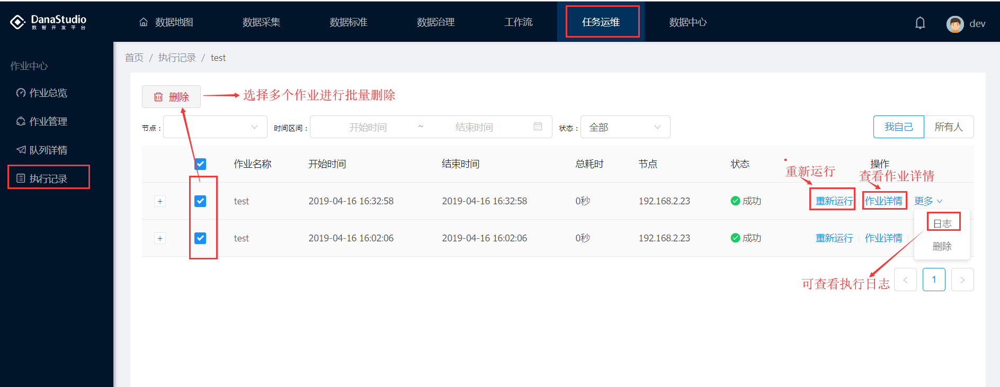 DanaStudio
数智开发平台
数据地图 数据采集 数据标准 数据治理 工作流 任务运维 数据中心 dev
作业中心
作业总览
作业管理
队列详情
执行记录
首页 / 执行记录 / test
删除 选择多个作业进行批量删除
节点： 时间区间： 开始时间 ~ 结束时间 状态： 全部 我自己 所有人
作业名称 开始时间 结束时间 总耗时 节点 状态 操作
重新运行 查看作业详情
+ test 2019-04-16 16:32:58 2019-04-16 16:32:58 0秒 192.168.2.23 成功 重新运行 作业详情 更多
日志
+ test 2019-04-16 16:02:06 2019-04-16 16:02:06 0秒 192.168.2.23 成功 重新运行 作业详情
删除
可查看执行日志 < 1 >